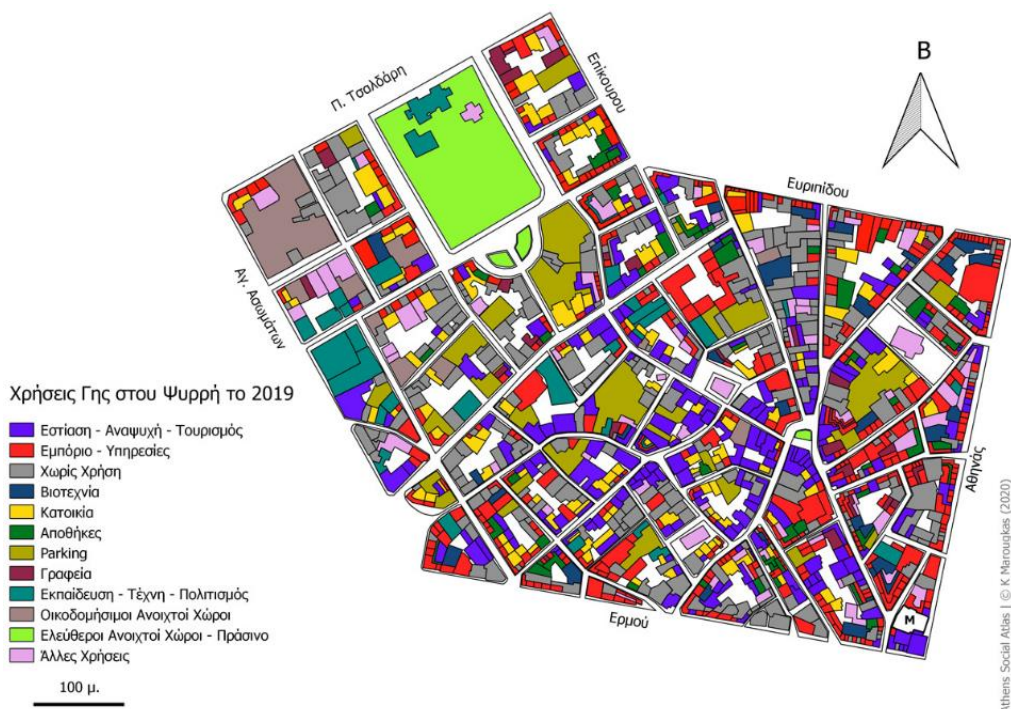 Π. Τσαλδάρη
Επίκουρου
Β
Ευριπίδου
Αγ. Ασωμάτων
Αθηνάς
Ερμού
Μ
Χρήσεις Γης στου Ψυρρή το 2019
Εστίαση - Αναψυχή - Τουρισμός
Εμπόριο - Υπηρεσίες
Χωρίς Χρήση
Βιοτεχνία
Κατοικία
Αποθήκες
Parking
Γραφεία
Εκπαίδευση - Τέχνη - Πολιτισμός
Οικοδομήσιμοι Ανοιχτοί Χώροι
Ελεύθεροι Ανοιχτοί Χώροι - Πράσινο
Άλλες Χρήσεις
100 μ.
Athens Social Atlas | © K Marougkas (2020)